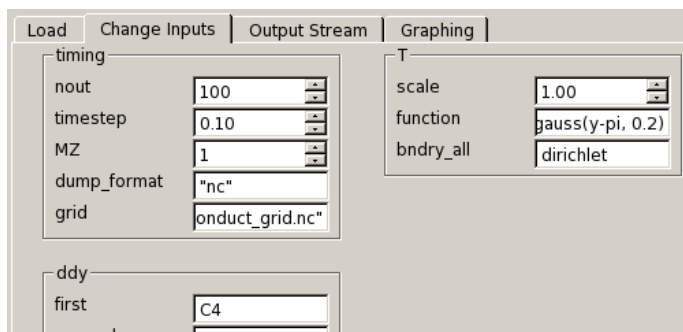 Load Change Inputs Output Stream Graphing
timing
nout 100
timestep 0.10
MZ 1
dump_format "nc"
grid onduct_grid.nc"
T
scale 1.00
function gauss(y-pi, 0.2)
bndry_all dirichlet
ddy
first C4